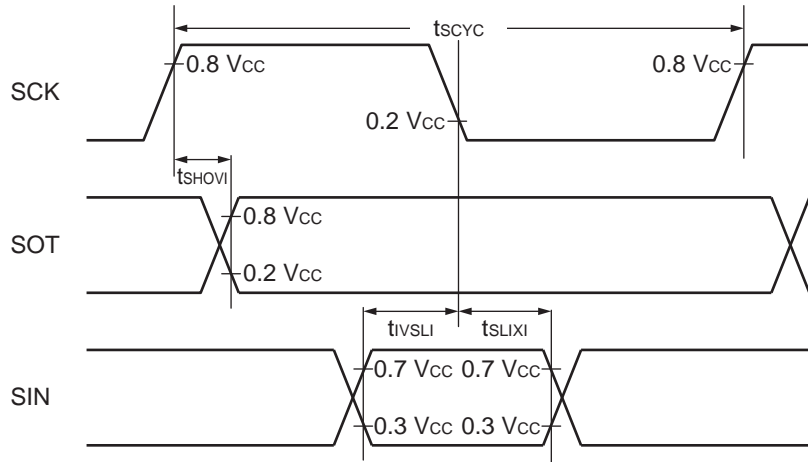 tSCYC
SCK
0.8 VCC
0.8 VCC
0.2 VCC
tSHOVI
SOT
0.8 VCC
0.2 VCC
tIVSLI
tSLIXI
SIN
0.7 VCC
0.7 VCC
0.3 VCC
0.3 VCC